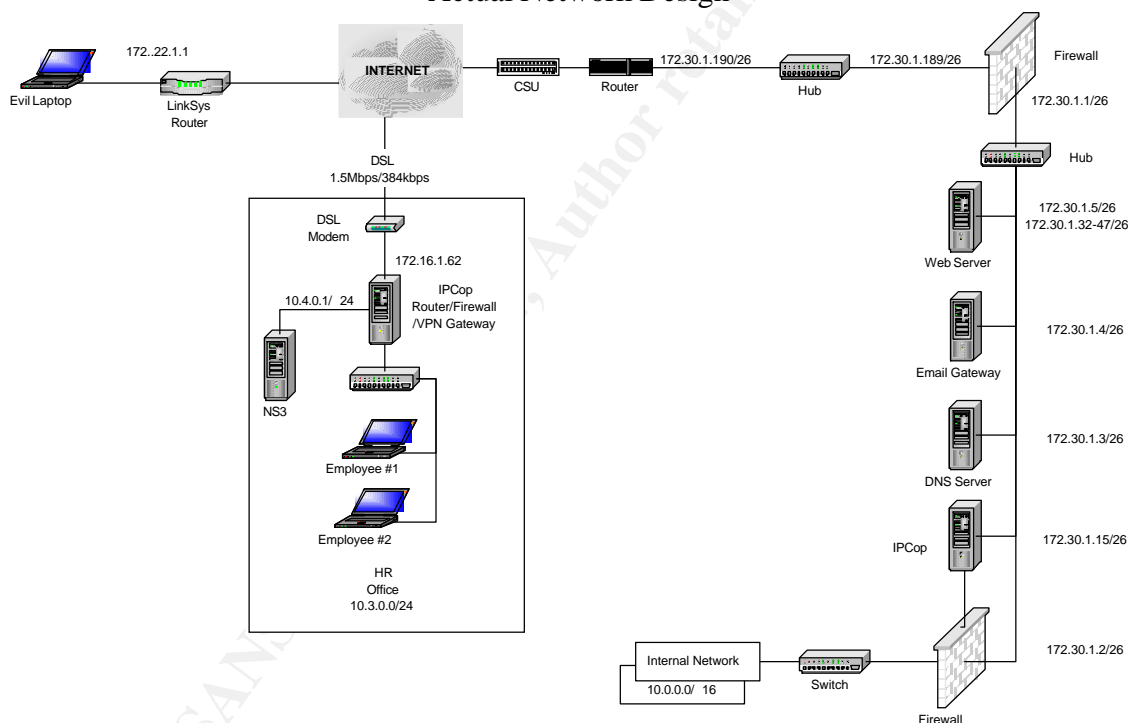 Actual Network Design
172..22.1.1
Evil Laptop
LinkSys
Router
INTERNET
CSU
Router
172.30.1.190/26
Hub
172.30.1.189/26
Firewall
172.30.1.1/26
Hub
DSL
1.5Mbps/384kbps
DSL
Modem
172.16.1.62
IPCop
Router/Firewall
/VPN Gateway
10.4.0.1/ 24
NS3
Employee #1
Employee #2
HR
Office
10.3.0.0/24
172.30.1.5/26
172.30.1.32-47/26
Web Server
172.30.1.4/26
Email Gateway
172.30.1.3/26
DNS Server
IPCop
172.30.1.15/26
172.30.1.2/26
Internal Network
10.0.0.0/ 16
Switch
Firewall
SANS
, Author retai